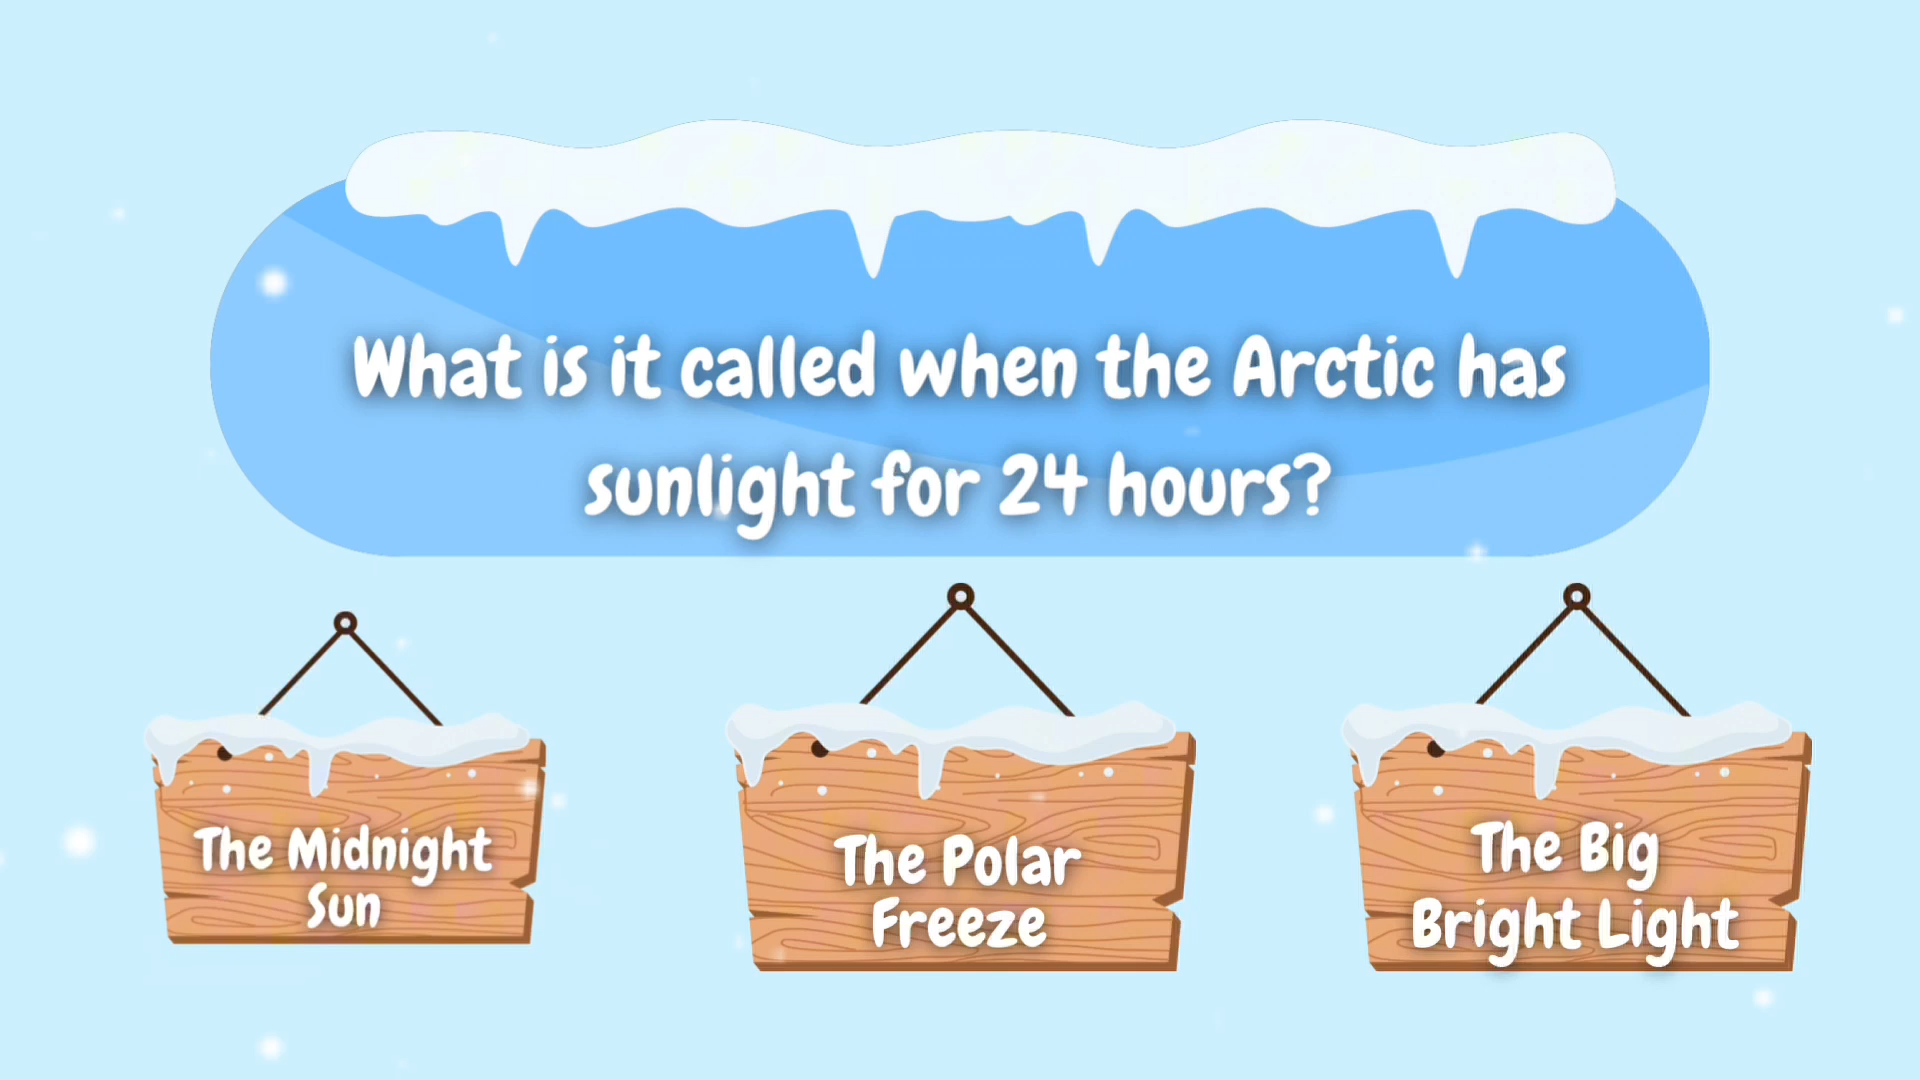 What is it called when the Arctic has
sunlight for 24 hours?
The Midnight
Sun
The Polar
Freeze
The Big
Bright Light